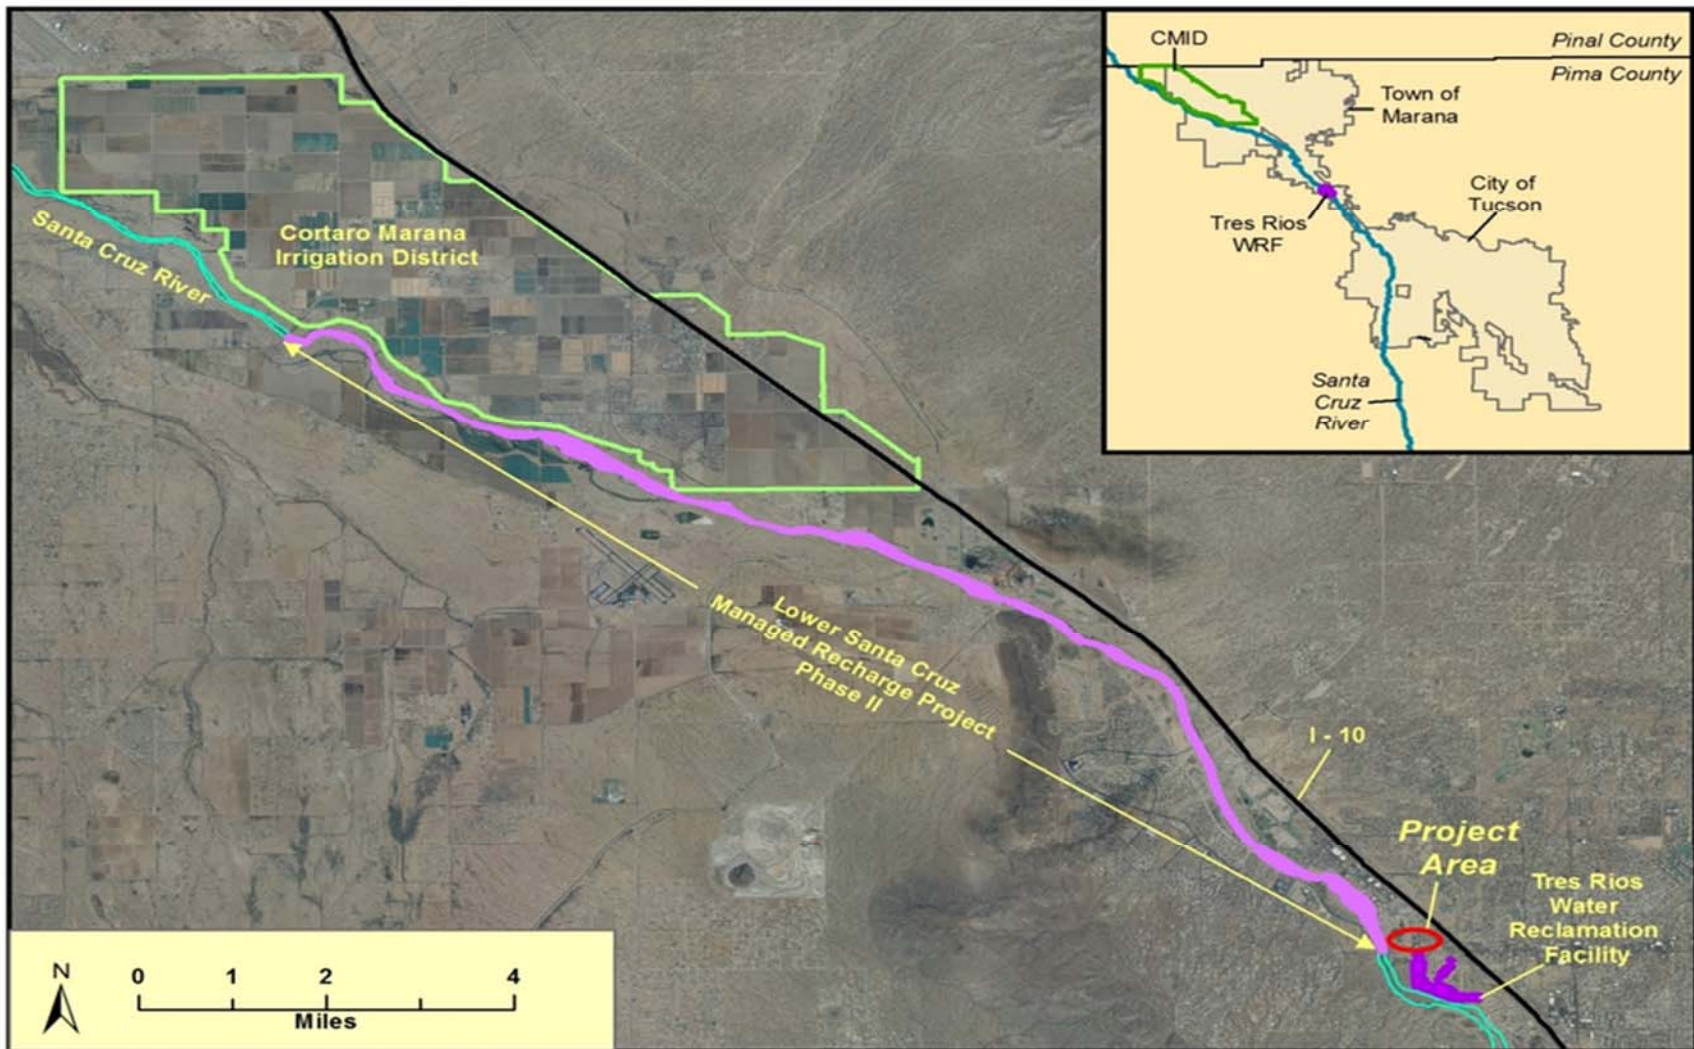 CMID
Pinal County
Pima County
Town of
Marana
City of
Tucson
Tres Rios
WRF
Santa
Cruz
River
Cortaro Marana
Irrigation District
Santa Cruz River
Lower Santa Cruz
Managed Recharge Project
Phase II
I - 10
Project
Area
Tres Rios
Water
Reclamation
Facility
N
0 1 2 4
Miles